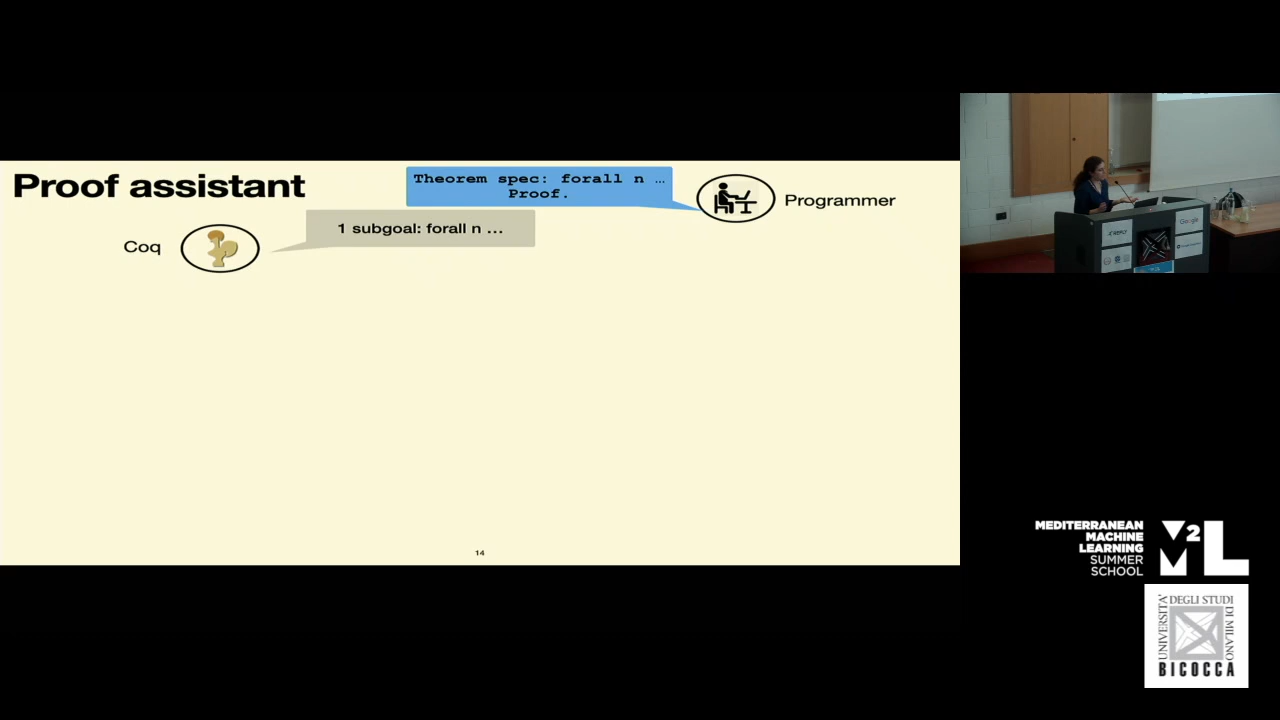 Proof assistant
Theorem spec: forall n …
Proof.
Programmer
Coq
1 subgoal: forall n …
14
Google
MEDITERRANEAN
MACHINE
LEARNING
SUMMER
SCHOOL
M2L
UNIVERSITÀ
DEGLI STUDI
DI MILANO
BICOCCA